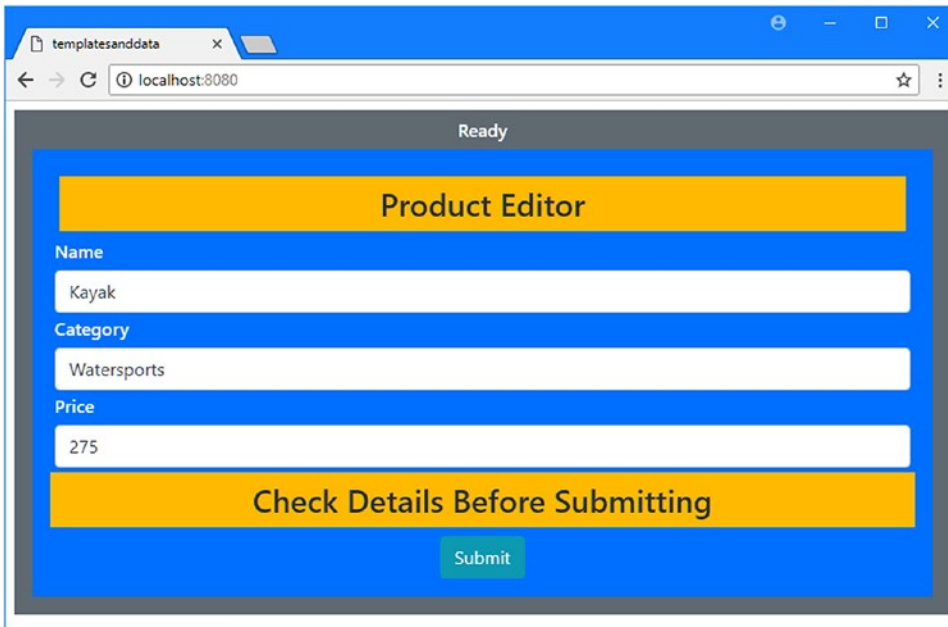 templatesanddata
localhost:8080
Ready
Product Editor
Name
Kayak
Category
Watersports
Price
275
Check Details Before Submitting
Submit